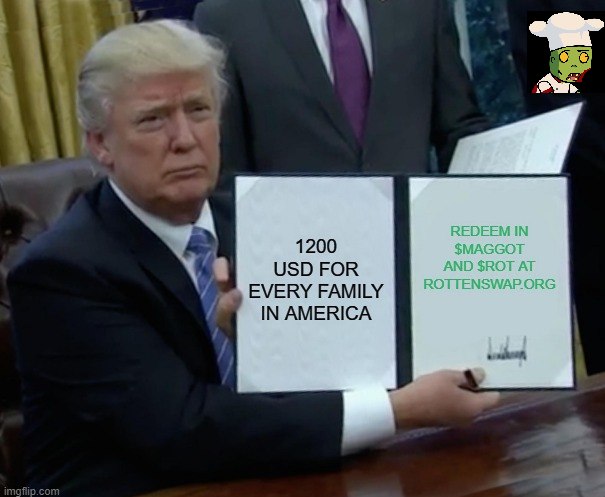 1200
USD FOR
EVERY FAMILY
IN AMERICA
REDEEM IN
$MAGGOT
AND $ROT AT
ROTTENSWAP.ORG
imgflip.com